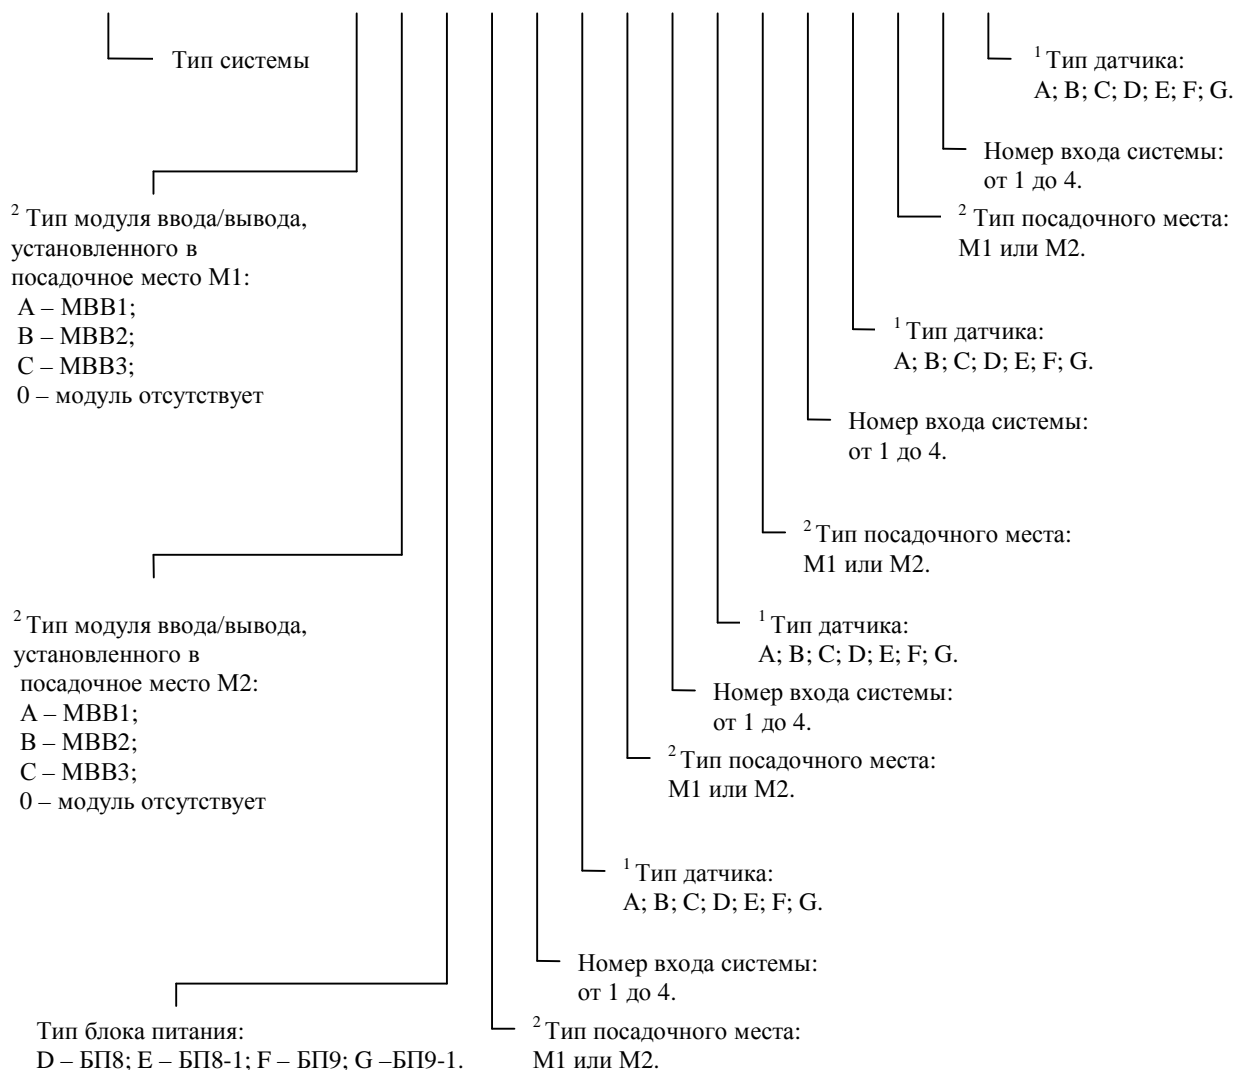 Тип системы
1 Тип датчика:
A; B; C; D; E; F; G.
Номер входа системы:
от 1 до 4.
2 Тип посадочного места:
М1 или М2.
2 Тип модуля ввода/вывода,
установленного в
посадочное место М1:
А – МВВ1;
В – МВВ2;
С – МВВ3;
0 – модуль отсутствует
1 Тип датчика:
A; B; C; D; E; F; G.
Номер входа системы:
от 1 до 4.
2 Тип посадочного места:
М1 или М2.
2 Тип модуля ввода/вывода,
установленного в
посадочное место М2:
А – МВВ1;
В – МВВ2;
С – МВВ3;
0 – модуль отсутствует
1 Тип датчика:
A; B; C; D; E; F; G.
Номер входа системы:
от 1 до 4.
2 Тип посадочного места:
М1 или М2.
1 Тип датчика:
A; B; C; D; E; F; G.
Номер входа системы:
от 1 до 4.
Тип блока питания:
D – БП8; E – БП8-1; F – БП9; G –БП9-1.
2 Тип посадочного места:
М1 или М2.